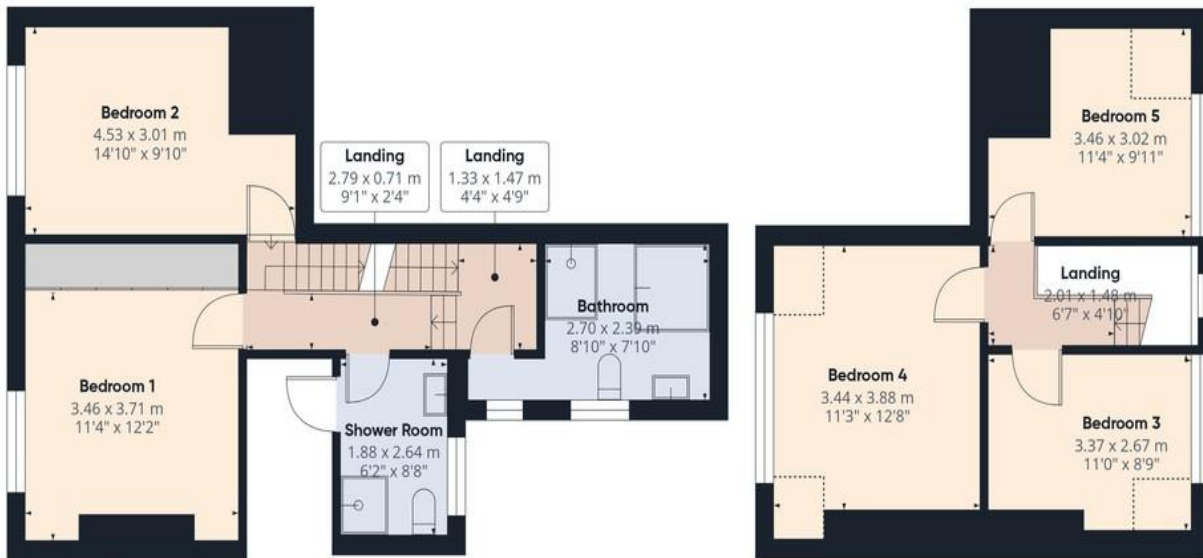 Bedroom 2
4.53 x 3.01 m
14'10" x 9'10"
Landing
2.79 x 0.71 m
9'1" x 2'4"
Landing
1.33 x 1.47 m
4'4" x 4'9"
Bathroom
2.70 x 2.39 m
8'10" x 7'10"
Bedroom 1
3.46 x 3.71 m
11'4" x 12'2"
Shower Room
1.88 x 2.64 m
6'2" x 8'8"
Bedroom 5
3.46 x 3.02 m
11'4" x 9'11"
Landing
2.01 x 1.48 m
6'7" x 4'10"
Bedroom 4
3.44 x 3.88 m
11'3" x 12'8"
Bedroom 3
3.37 x 2.67 m
11'0" x 8'9"